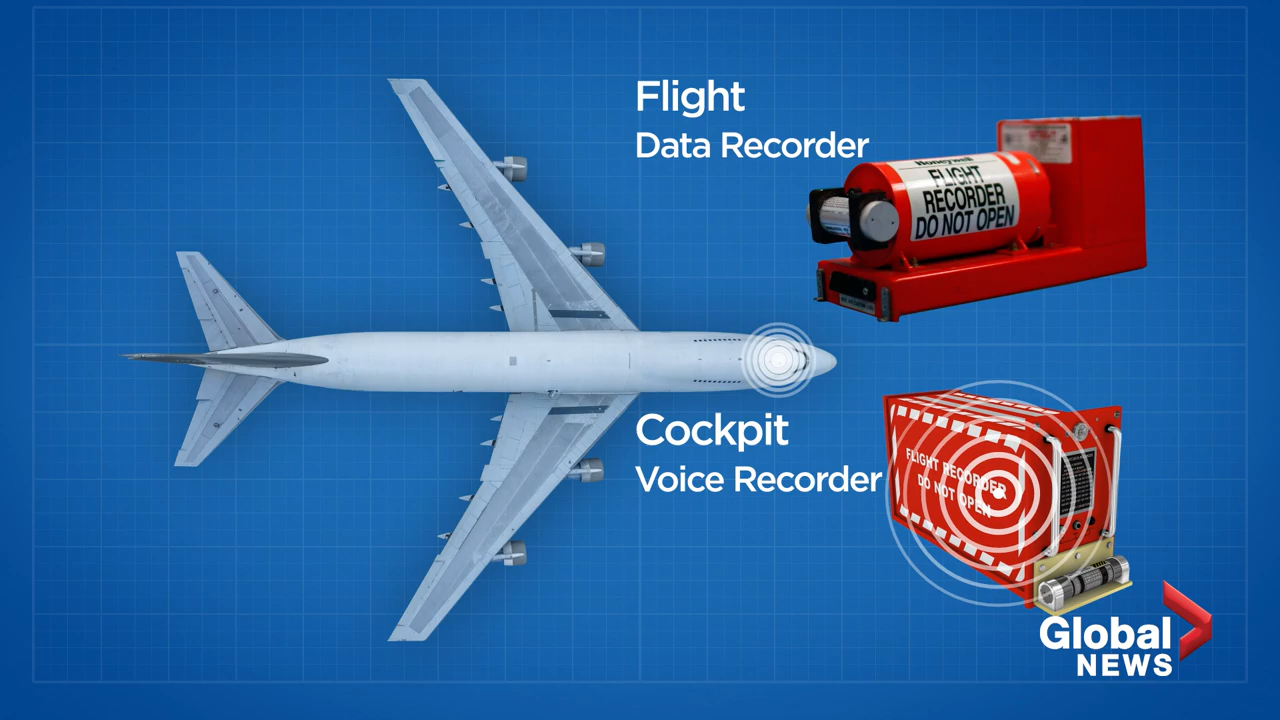 Flight
Data Recorder
Honeywell
FLIGHT
RECORDER
DO NOT OPEN
Cockpit
Voice Recorder
FLIGHT RECORDER
DO NOT OPEN
Global
NEWS